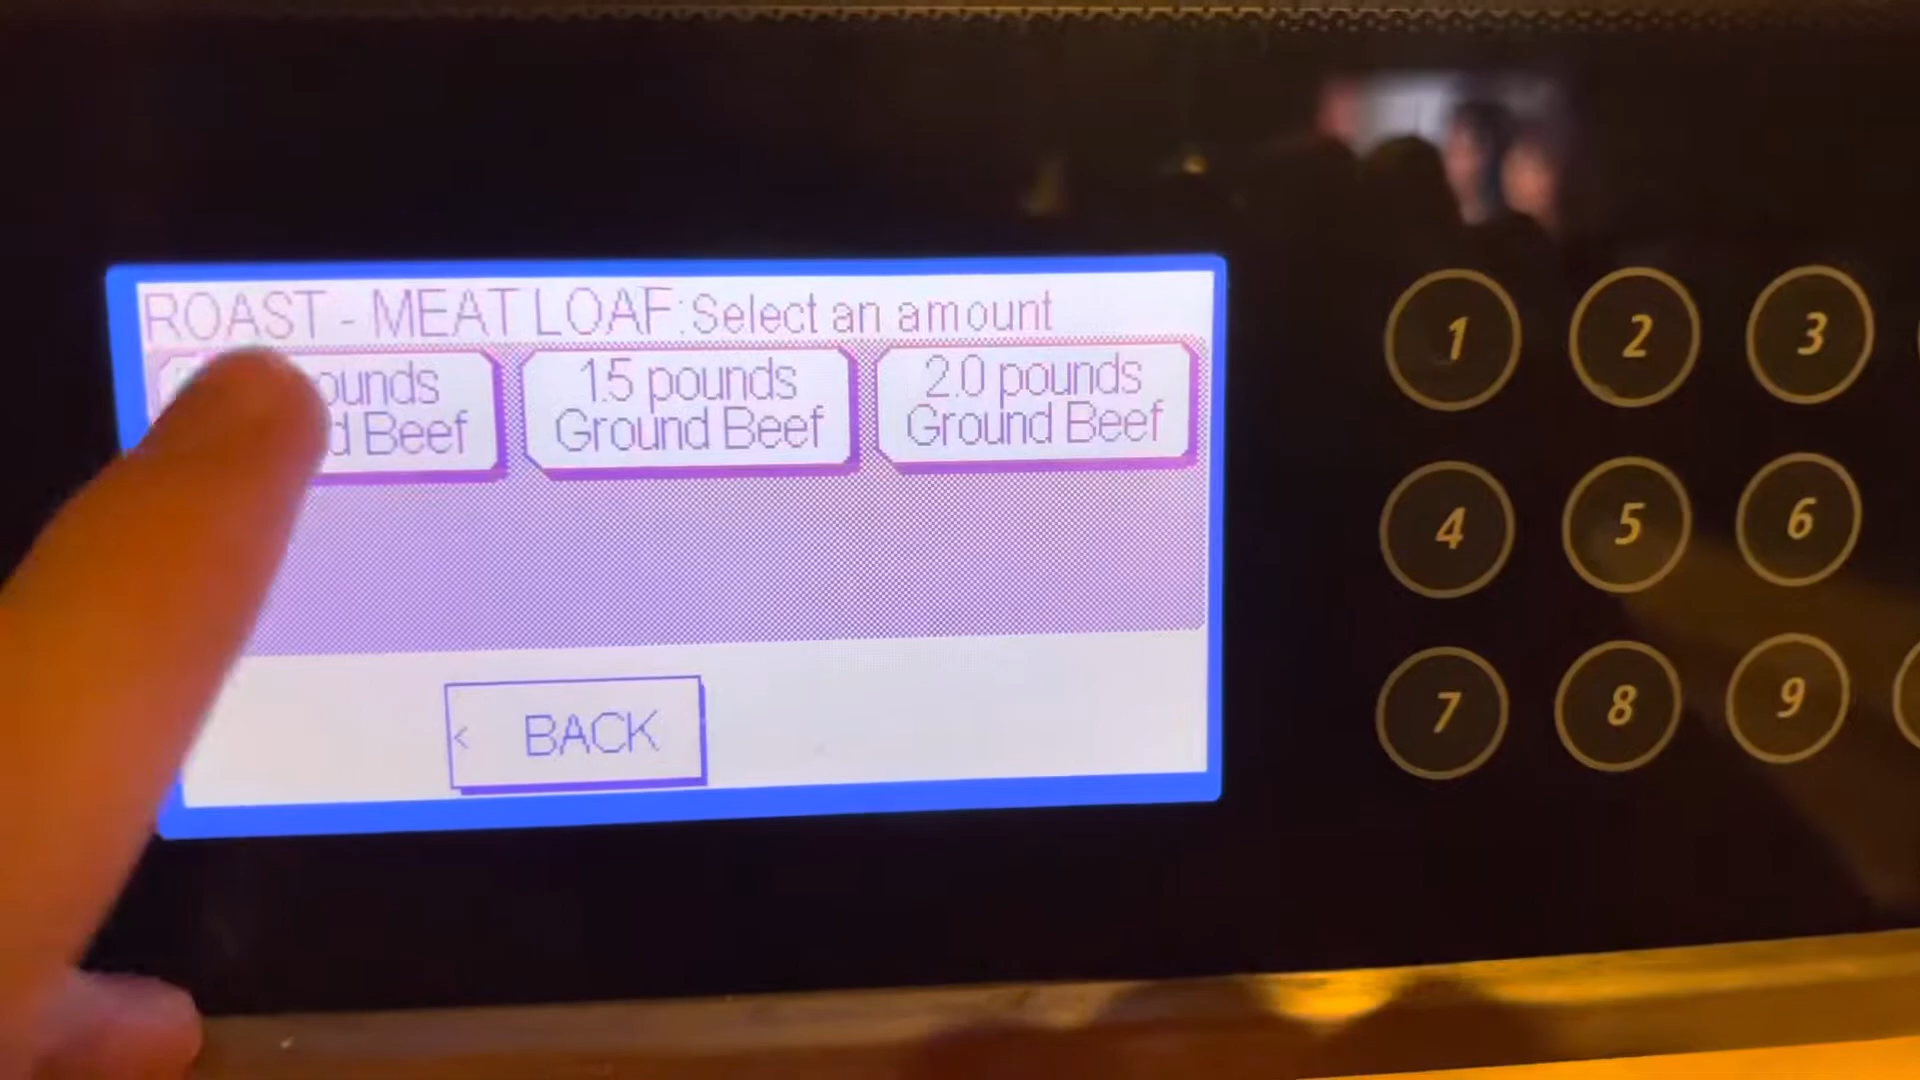 ROAST - MEAT LOAF:Select an amount
ounds
d Beef
1.5 pounds
Ground Beef
2.0 pounds
Ground Beef
< BACK
1 2 3
4 5 6
7 8 9